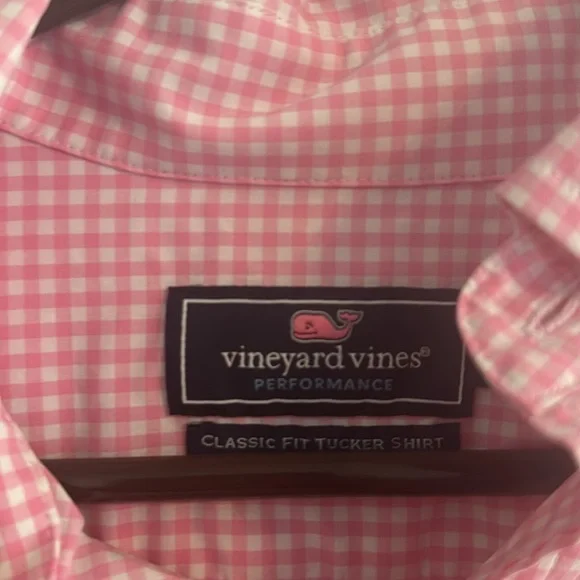 vineyard vines®
PERFORMANCE
CLASSIC FIT TUCKER SHIRT